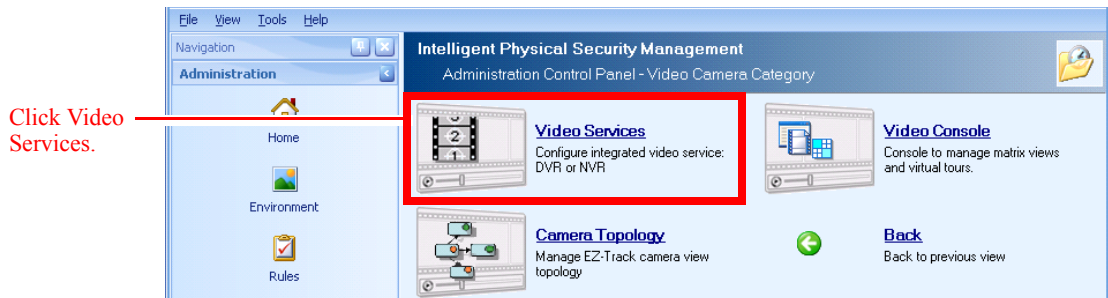 File View Tools Help
Navigation
Administration
Intelligent Physical Security Management
Administration Control Panel - Video Camera Category
Click Video
Services.
Home
Environment
Rules
2
1
Video Services
Configure integrated video service:
DVR or NVR
Video Console
Console to manage matrix views
and virtual tours.
Camera Topology
Manage EZ-Track camera view
topology
Back
Back to previous view